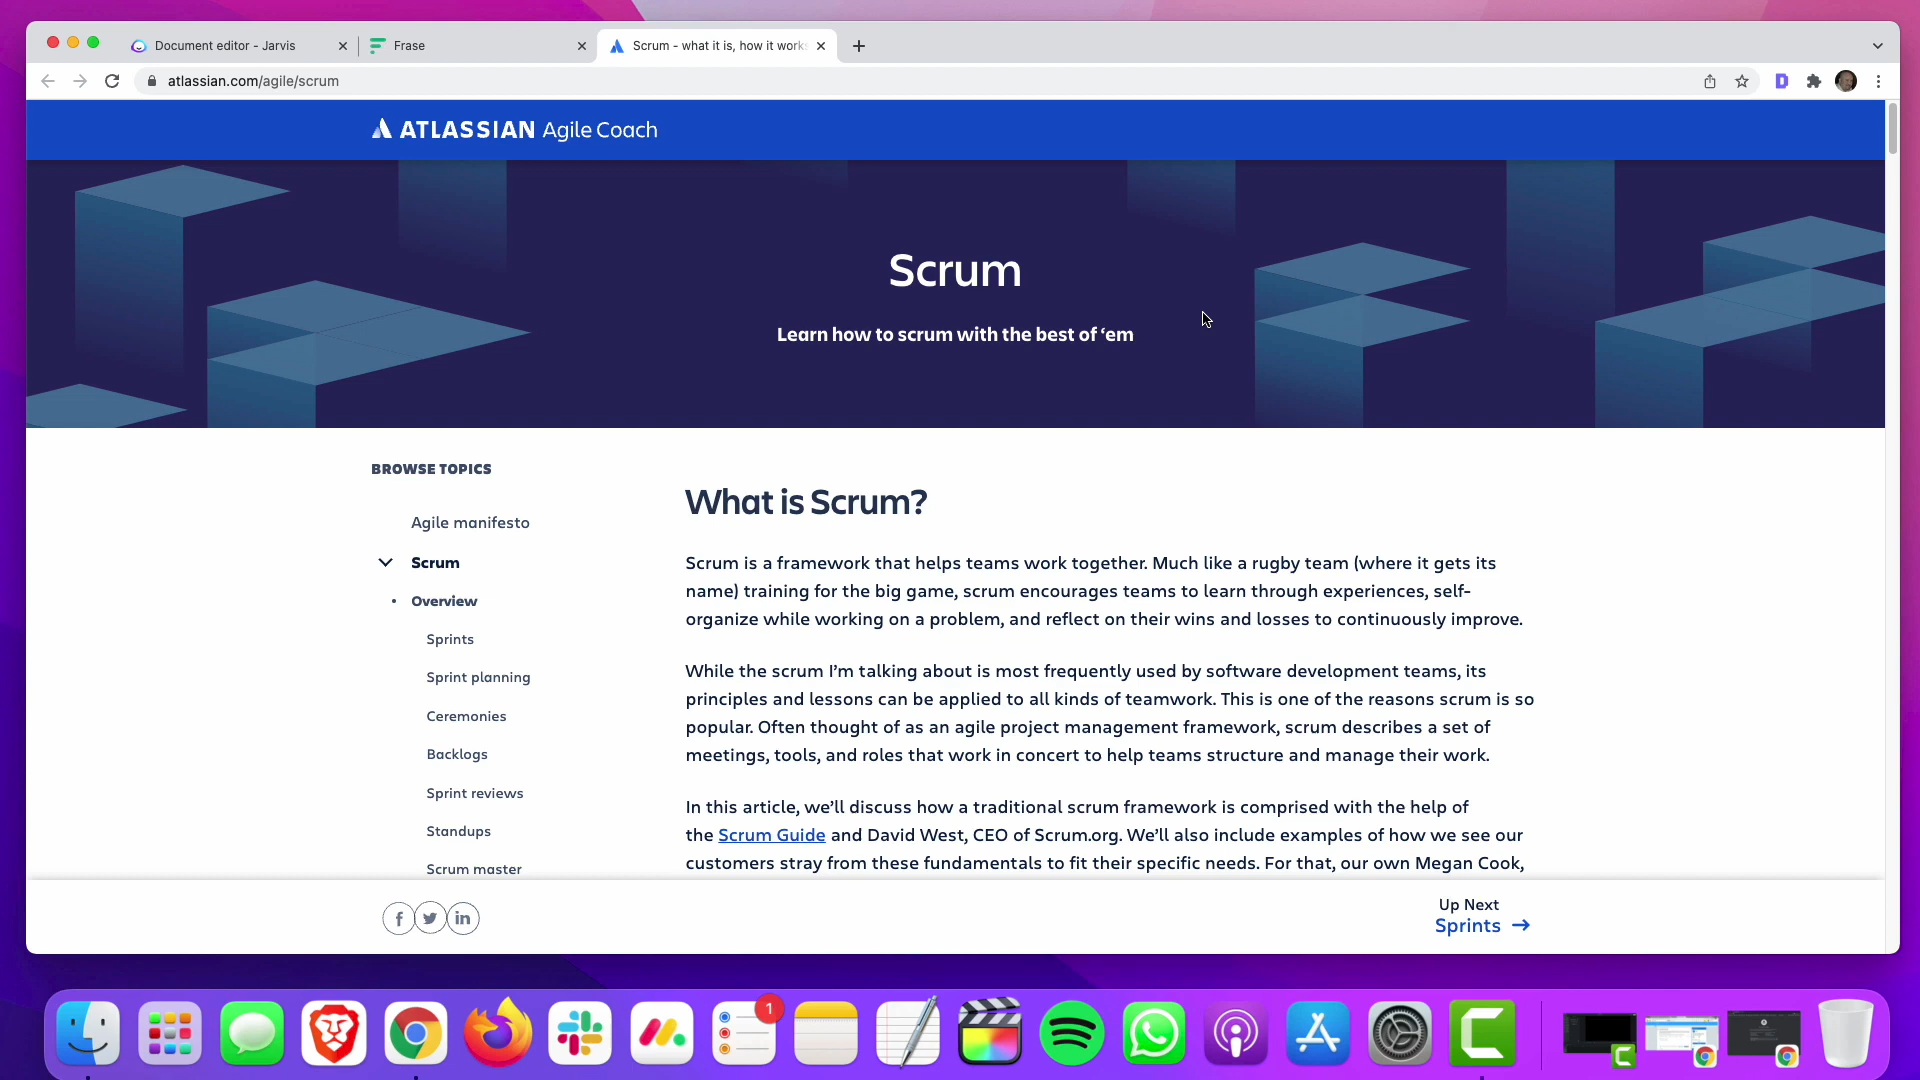 Document editor - Jarvis
Frase
Scrum - what it is, how it works
atlassian.com/agile/scrum
ATLASSIAN Agile Coach
Scrum
Learn how to scrum with the best of ‘em
BROWSE TOPICS
Agile manifesto
Scrum
• Overview
Sprints
Sprint planning
Ceremonies
Backlogs
Sprint reviews
Standups
Scrum master
What is Scrum?
Scrum is a framework that helps teams work together. Much like a rugby team (where it gets its
name) training for the big game, scrum encourages teams to learn through experiences, self-
organize while working on a problem, and reflect on their wins and losses to continuously improve.
While the scrum I’m talking about is most frequently used by software development teams, its
principles and lessons can be applied to all kinds of teamwork. This is one of the reasons scrum is so
popular. Often thought of as an agile project management framework, scrum describes a set of
meetings, tools, and roles that work in concert to help teams structure and manage their work.
In this article, we’ll discuss how a traditional scrum framework is comprised with the help of
the Scrum Guide and David West, CEO of Scrum.org. We’ll also include examples of how we see our
customers stray from these fundamentals to fit their specific needs. For that, our own Megan Cook,
f
in
Up Next
Sprints →
1